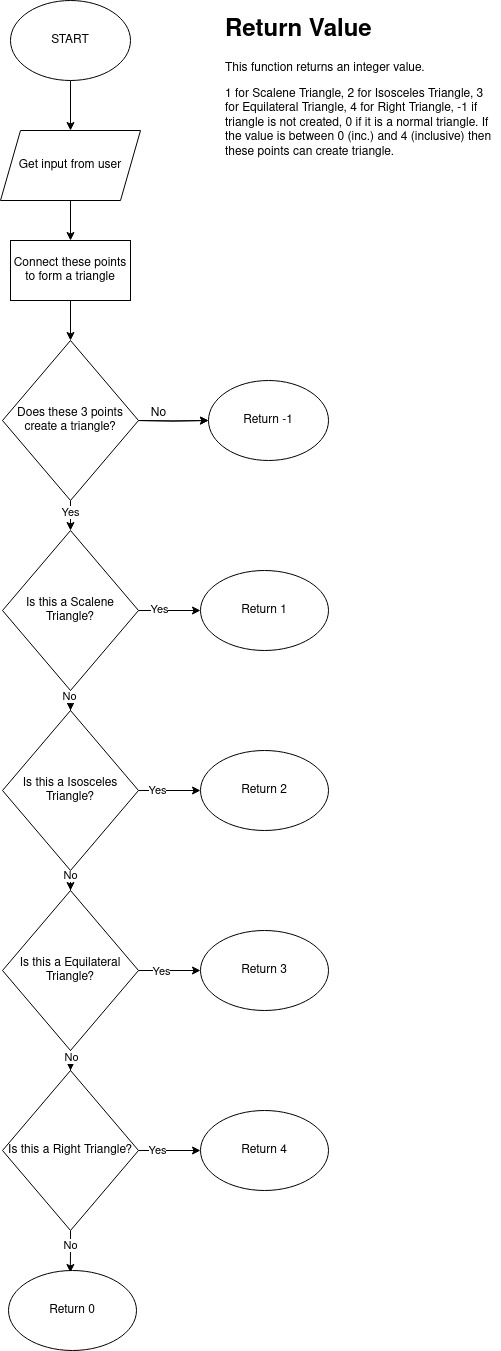 START
Return Value
This function returns an integer value.
1 for Scalene Triangle, 2 for Isosceles Triangle, 3
for Equilateral Triangle, 4 for Right Triangle, -1 if
triangle is not created, 0 if it is a normal triangle. If
the value is between 0 (inc.) and 4 (inclusive) then
these points can create triangle.
Get input from user
Connect these points
to form a triangle
Does these 3 points
create a triangle?
No
Return -1
Yes
Is this a Scalene
Triangle?
Yes
Return 1
No
Is this a Isosceles
Triangle?
Yes
Return 2
No
Is this a Equilateral
Triangle?
Yes
Return 3
No
Is this a Right Triangle?
Yes
Return 4
No
Return 0